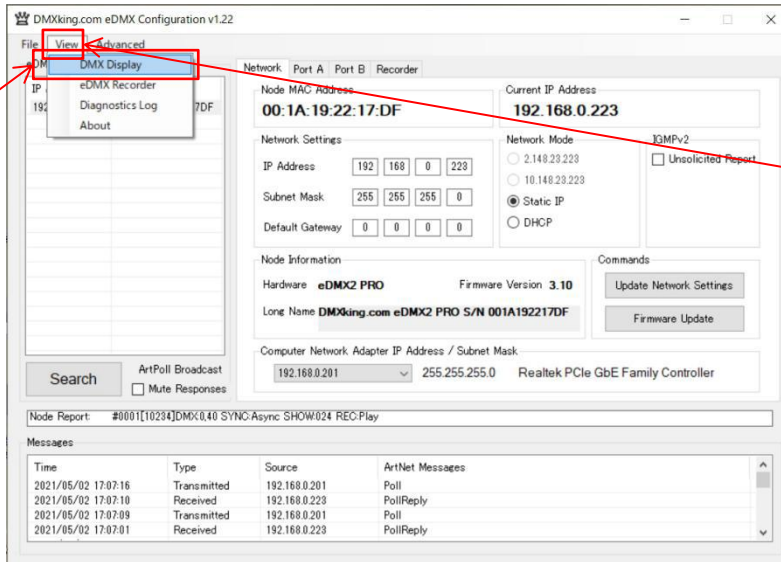 DMXking.com eDMX Configuration v1.22
File View Advanced
DMX Display
eDMX Recorder
Diagnostics Log
About
IP
192
7DF
Search
ArtPoll Broadcast
Mute Responses
Network Port A Port B Recorder
Node MAC Address
00:1A:19:22:17:DF
Current IP Address
192.168.0.223
Network Settings
IP Address 192 168 0 223
Subnet Mask 255 255 255 0
Default Gateway 0 0 0 0
Network Mode
2.148.23.223
10.148.23.223
Static IP
DHCP
IGMPv2
Unsolicited Report
Node Information
Hardware eDMX2 PRO Firmware Version 3.10
Long Name DMXking.com eDMX2 PRO S/N 001A192217DF
Commands
Update Network Settings
Firmware Update
Computer Network Adapter IP Address / Subnet Mask
192.168.0.201 255.255.255.0 Realtek PCIe GbE Family Controller
Node Report: #0001[10234]DMX:0,40 SYNC:Async SHOW:024 REC:Play
Messages
Time Type Source ArtNet Messages
2021/05/02 17:07:16 Transmitted 192.168.0.201 Poll
2021/05/02 17:07:10 Received 192.168.0.223 PollReply
2021/05/02 17:07:09 Transmitted 192.168.0.201 Poll
2021/05/02 17:07:01 Received 192.168.0.223 PollReply